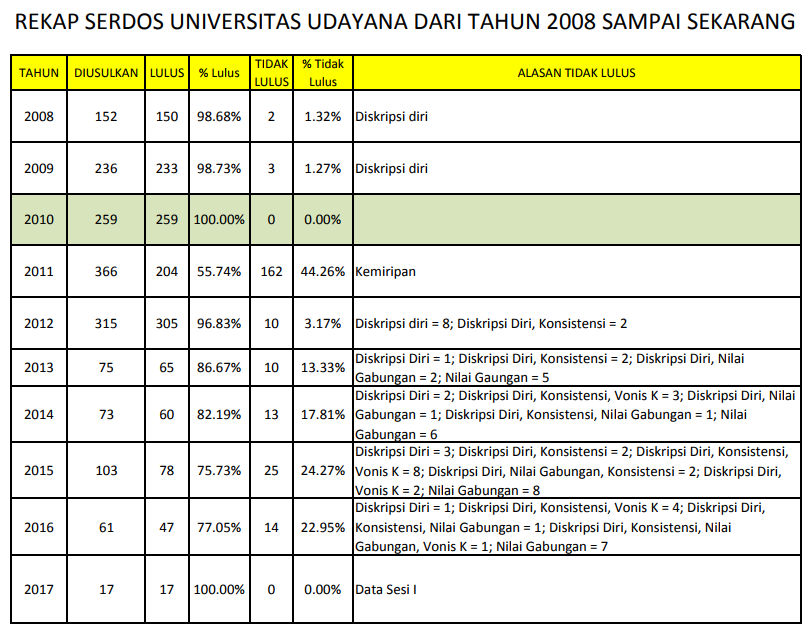 REKAP SERDOS UNIVERSITAS UDAYANA DARI TAHUN 2008 SAMPAI SEKARANG
TAHUN DIUSULKAN LULUS % Lulus TIDAK LULUS % Tidak Lulus ALASAN TIDAK LULUS
2008 152 150 98.68% 2 1.32% Diskripsi diri
2009 236 233 98.73% 3 1.27% Diskripsi diri
2010 259 259 100.00% 0 0.00%
2011 366 204 55.74% 162 44.26% Kemiripan
2012 315 305 96.83% 10 3.17% Diskripsi diri = 8; Diskripsi Diri, Konsistensi = 2
2013 75 65 86.67% 10 13.33% Diskripsi Diri = 1; Diskripsi Diri, Konsistensi = 2; Diskripsi Diri, Nilai
Gabungan = 2; Nilai Gaungan = 5
2014 73 60 82.19% 13 17.81% Diskripsi Diri = 2; Diskripsi Diri, Konsistensi, Vonis K = 3; Diskripsi Diri, Nilai
Gabungan = 1; Diskripsi Diri, Konsistensi, Nilai Gabungan = 1; Nilai
Gabungan = 6
2015 103 78 75.73% 25 24.27% Diskripsi Diri = 3; Diskripsi Diri, Konsistensi = 2; Diskripsi Diri, Konsistensi,
Vonis K = 8; Diskripsi Diri, Nilai Gabungan, Konsistensi = 2; Diskripsi Diri,
Vonis K = 2; Nilai Gabungan = 8
2016 61 47 77.05% 14 22.95% Diskripsi Diri = 1; Diskripsi Diri, Konsistensi, Vonis K = 4; Diskripsi Diri,
Konsistensi, Nilai Gabungan = 1; Diskripsi Diri, Konsistensi, Nilai
Gabungan, Vonis K = 1; Nilai Gabungan = 7
2017 17 17 100.00% 0 0.00% Data Sesi I